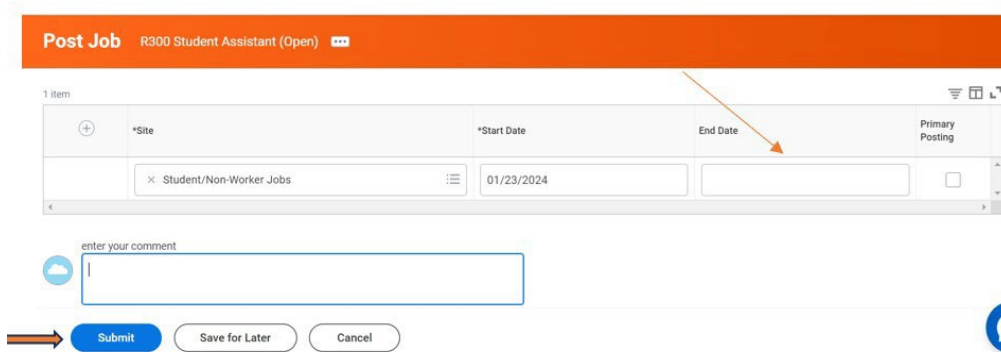 Post Job R300 Student Assistant (Open)
1 item
*Site *Start Date End Date Primary Posting
× Student/Non-Worker Jobs 01/23/2024
enter your comment
Submit Save for Later Cancel